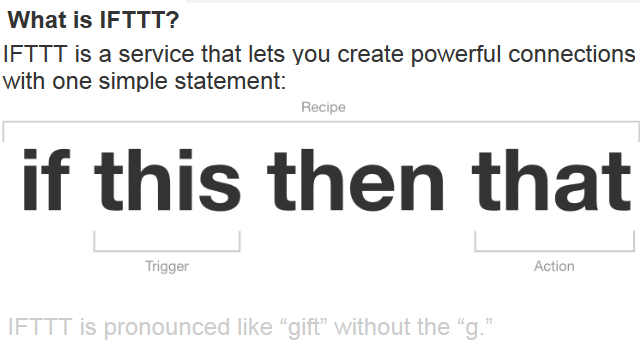 What is IFTTT?
IFTTT is a service that lets you create powerful connections
with one simple statement:
Recipe
if this then that
Trigger Action
IFTTT is pronounced like “gift” without the “g.”